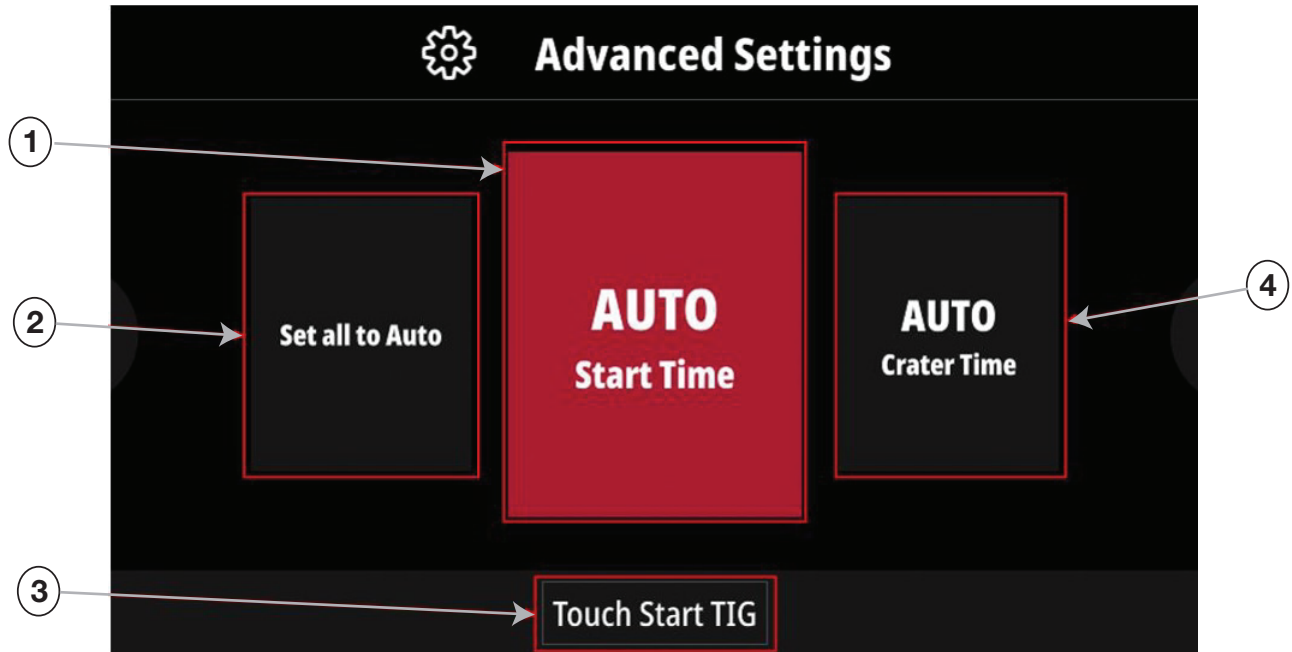 Advanced Settings
1
2
Set all to Auto
AUTO
Start Time
AUTO
Crater Time
4
3
Touch Start TIG